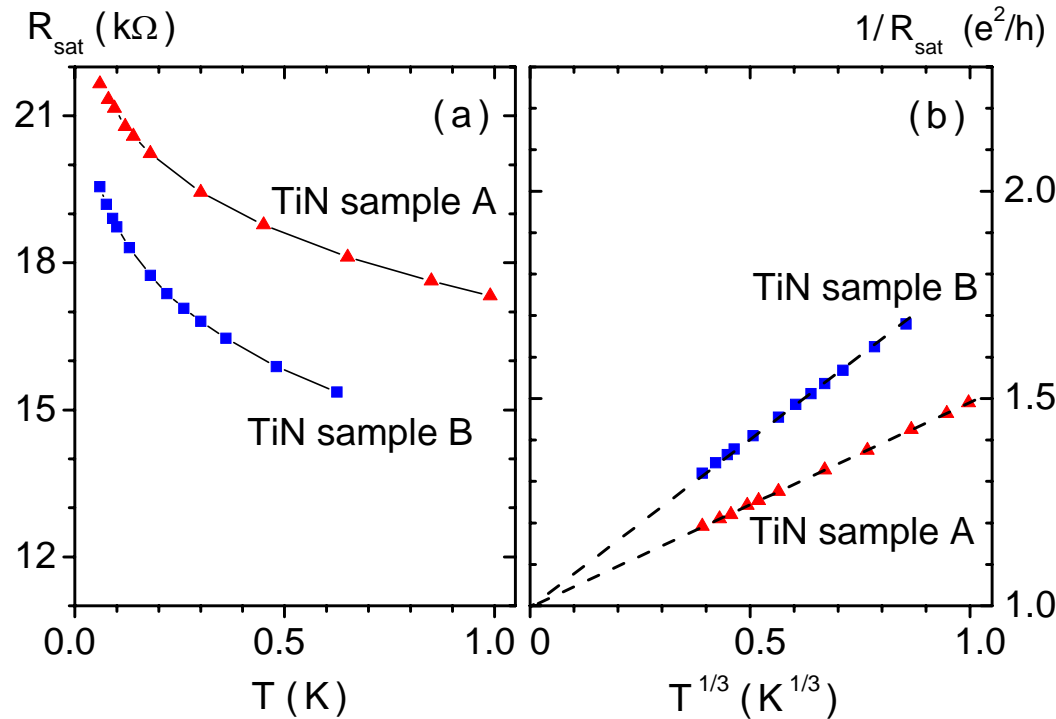 R_sat (kΩ)
1/R_sat (e²/h)
(a)
(b)
21
18
15
12
TiN sample A
TiN sample B
TiN sample B
TiN sample A
2.0
1.5
1.0
0.0 0.5 1.0
0 0.5 1.0
T (K)
T^1/3 (K^1/3)